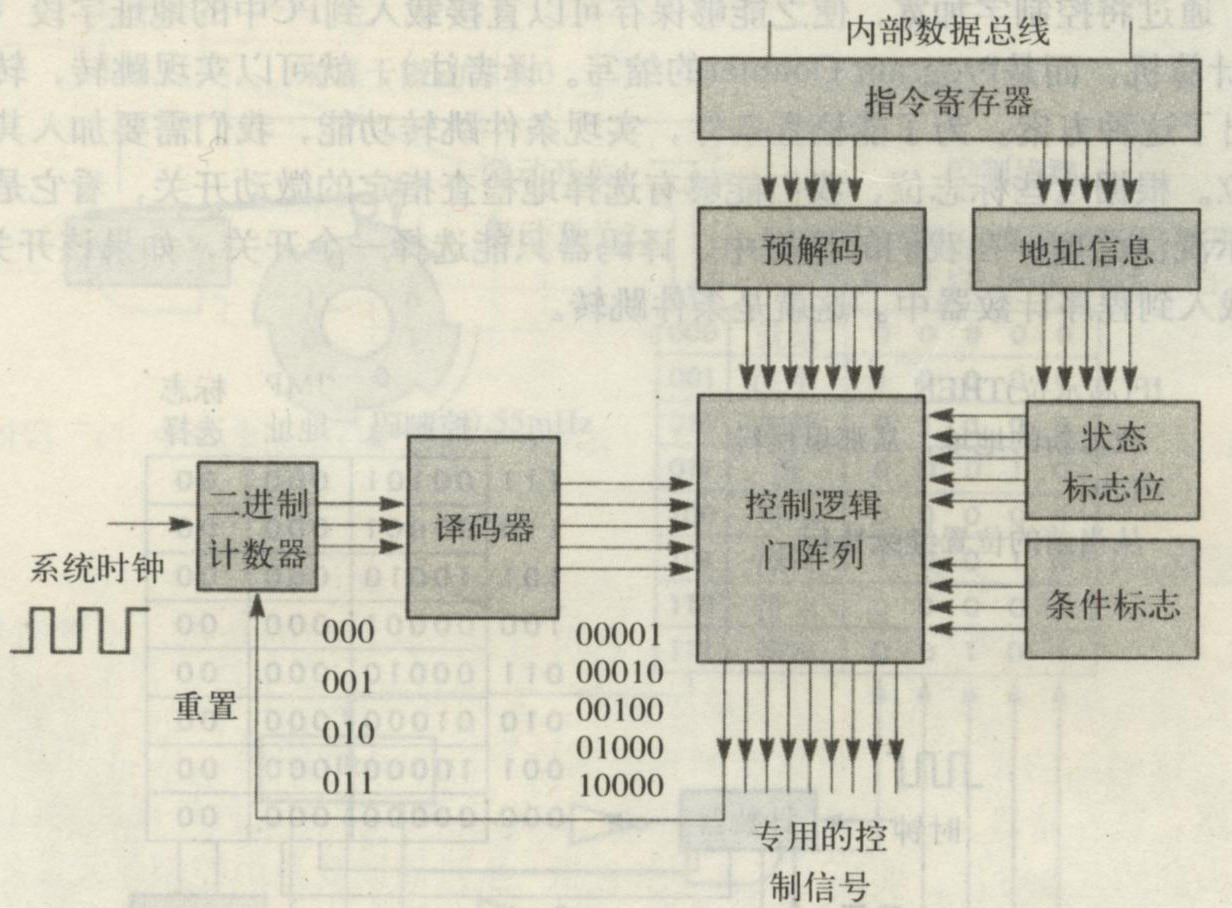 内部数据总线
指令寄存器
预解码
地址信息
状态
标志位
二进制
计数器
译码器
控制逻辑
门阵列
条件标志
系统时钟
重置
000
001
010
011
00001
00010
00100
01000
10000
专用的控
制信号